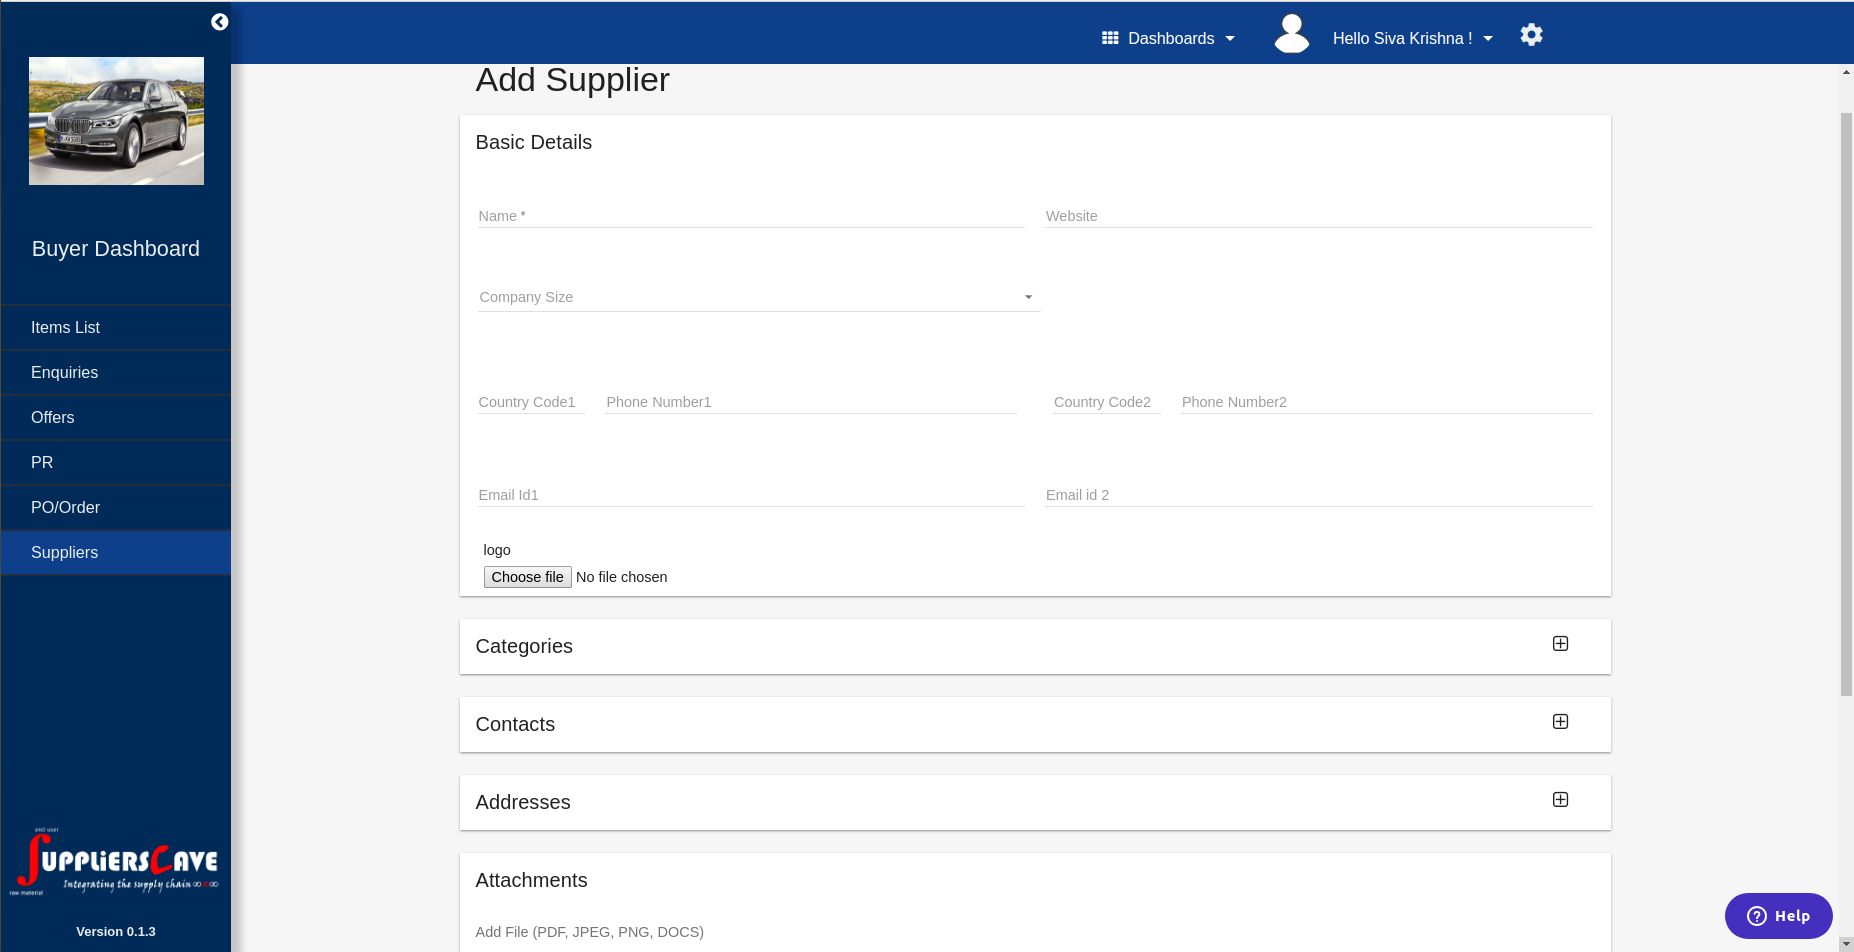 Dashboards
Hello Siva Krishna !
Buyer Dashboard
Items List
Enquiries
Offers
PR
PO/Order
Suppliers
end user
SUPPLiERSCAVE
Integrating the supply chain
raw material
Version 0.1.3
Add Supplier
Basic Details
Name *
Website
Company Size
Country Code1
Phone Number1
Country Code2
Phone Number2
Email Id1
Email id 2
logo
Choose file No file chosen
Categories
Contacts
Addresses
Attachments
Add File (PDF, JPEG, PNG, DOCS)
Help